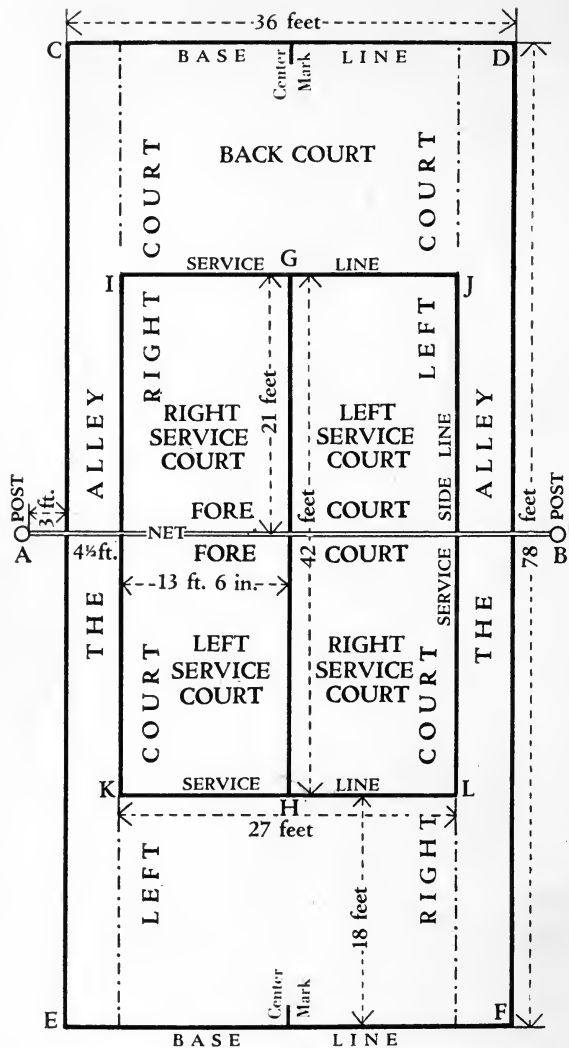 36 feet
C
BASE
LINE
D
Center
Mark
BACK COURT
RIGHT COURT
LEFT COURT
SERVICE
G
LINE
I
J
21 feet
THE ALLEY
THE ALLEY
RIGHT
SERVICE
COURT
LEFT
SERVICE
COURT
SERVICE SIDE LINE
POST
3 ft.
FORE
COURT
feet
POST
A
NET
B
4½ft.
FORE
COURT
42
78
13 ft. 6 in.
LEFT
SERVICE
COURT
RIGHT
SERVICE
COURT
LEFT COURT
RIGHT COURT
K
SERVICE
H
LINE
L
27 feet
18 feet
feet
Center
Mark
E
F
BASE
LINE